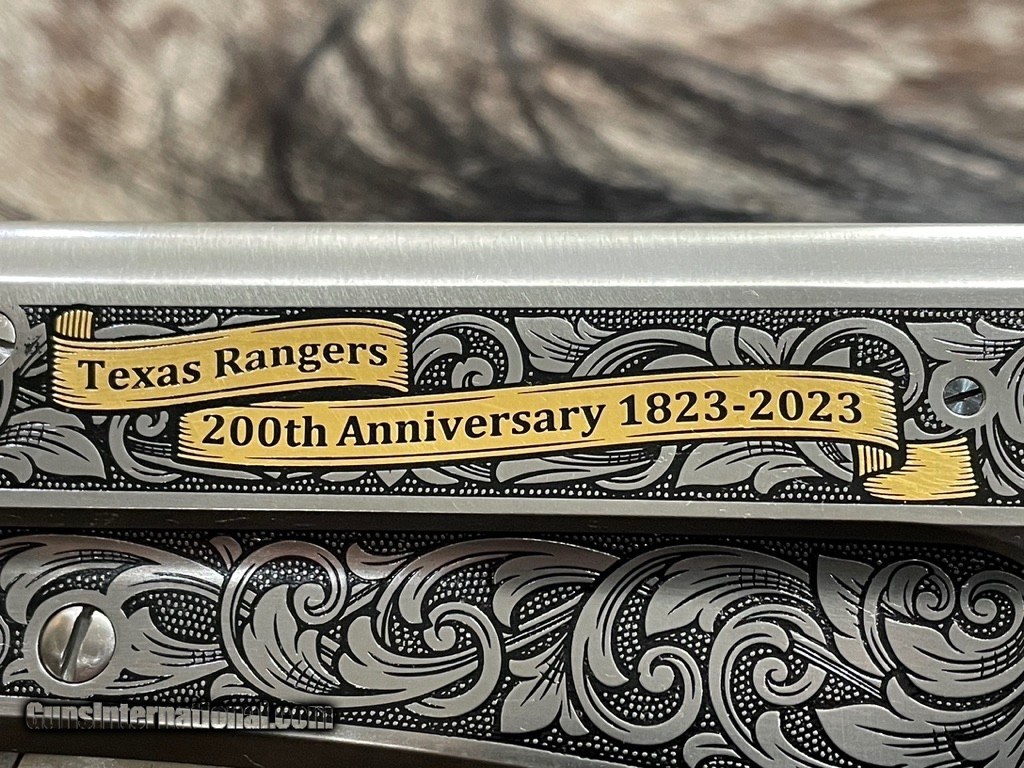 Texas Rangers
200th Anniversary 1823-2023
GunsInternational.com